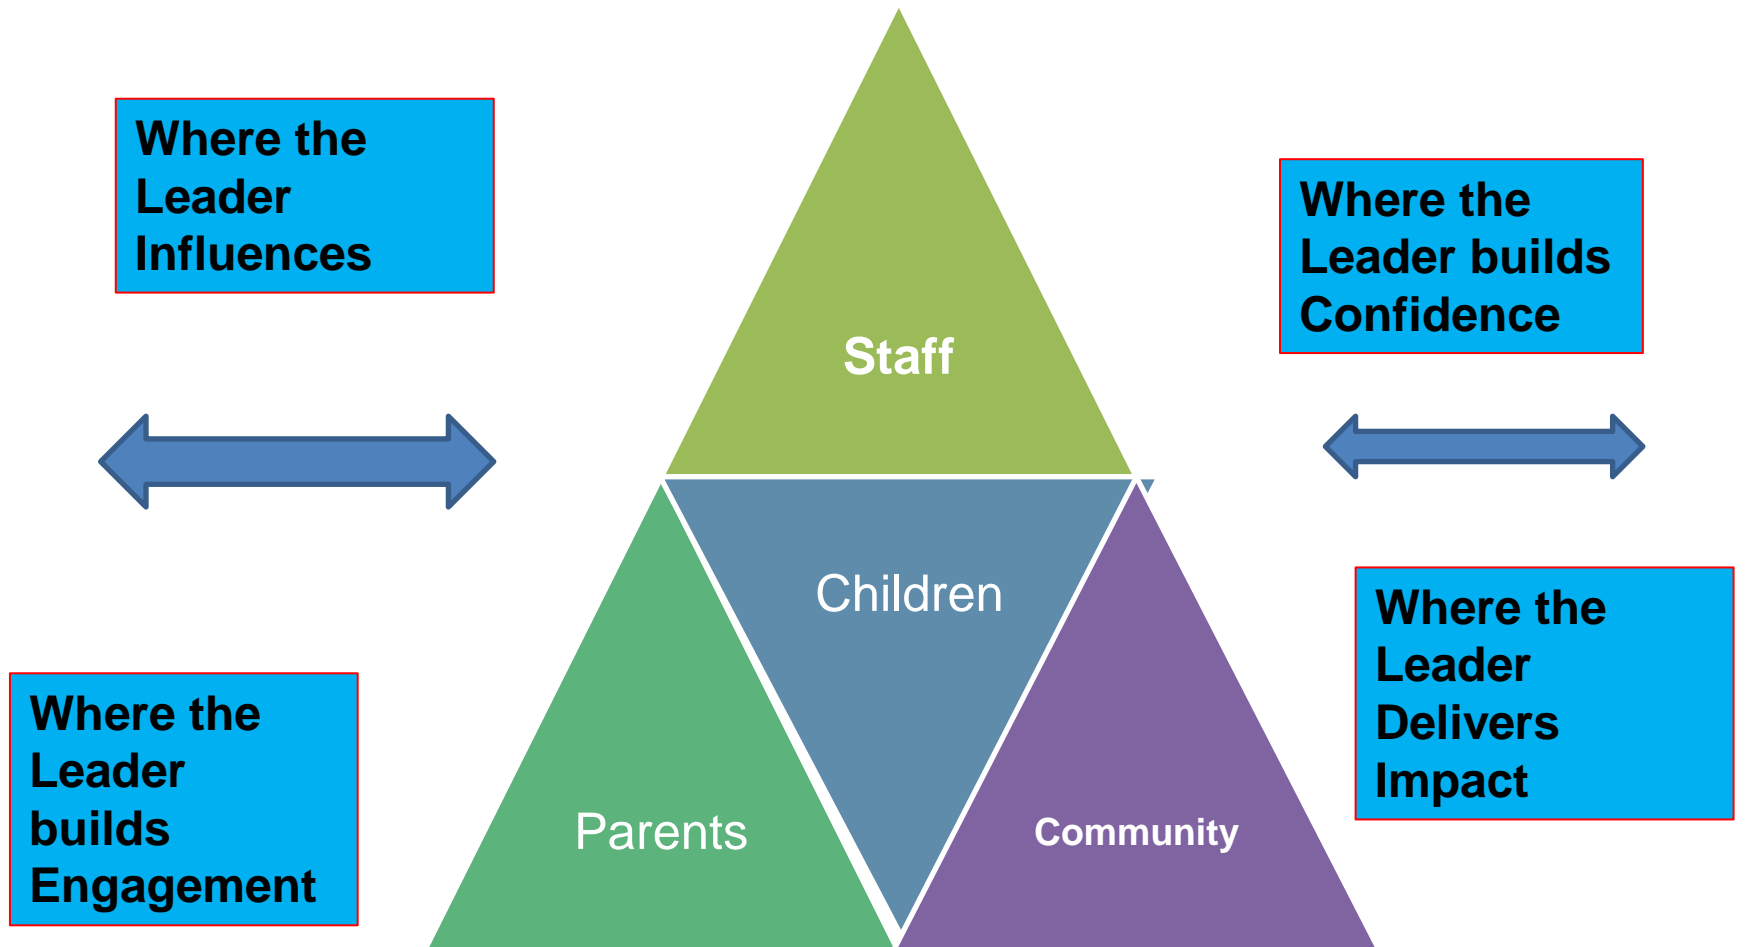 Where the
Leader
Influences
Where the
Leader builds
Confidence
Staff
Children
Where the
Leader
Delivers
Impact
Where the
Leader
builds
Engagement
Parents
Community